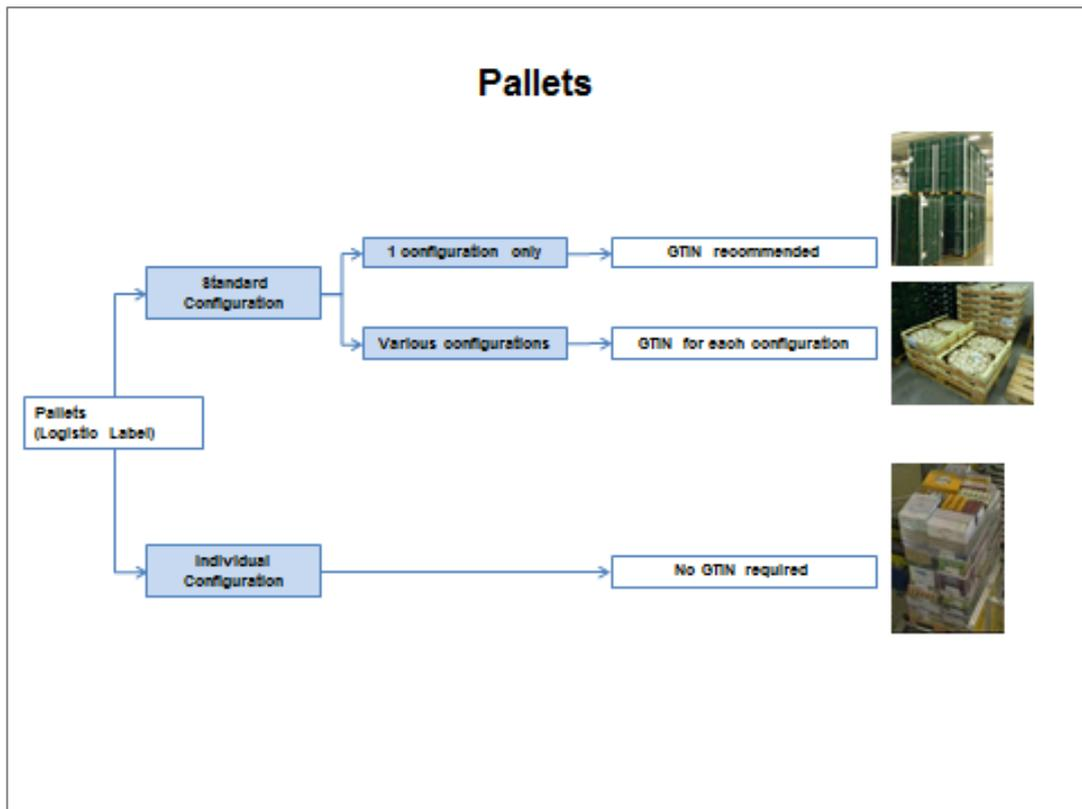 Pallets
1 configuration only
GTIN recommended
Standard
Configuration
Various configurations
GTIN for each configuration
Pallets
(Logistic Label)
Individual
Configuration
No GTIN required